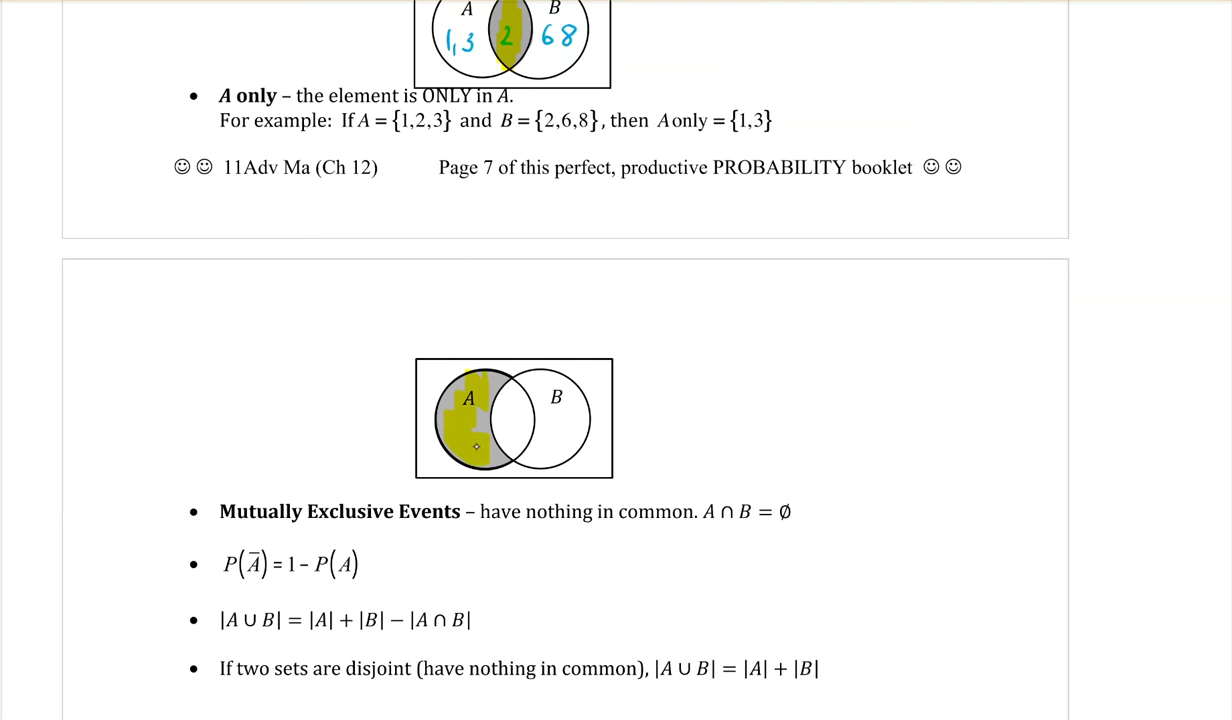 A B
1,3 2 6 8
• A only – the element is ONLY in A.
For example: If A = {1,2,3} and B = {2,6,8}, then A only = {1,3}
☺☺ 11Adv Ma (Ch 12) Page 7 of this perfect, productive PROBABILITY booklet ☺☺
A B
• Mutually Exclusive Events – have nothing in common. A ∩ B = ∅
• P(A̅) = 1 – P(A)
• |A ∪ B| = |A| + |B| − |A ∩ B|
• If two sets are disjoint (have nothing in common), |A ∪ B| = |A| + |B|